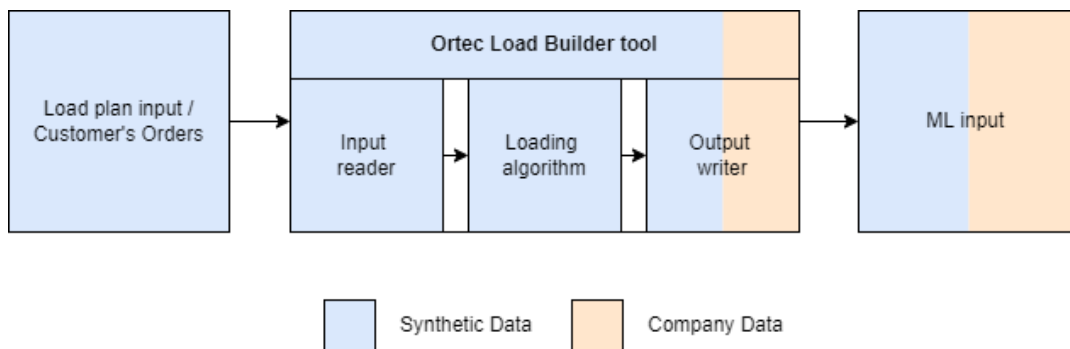 Ortec Load Builder tool
Load plan input /
Customer's Orders
Input
reader
Loading
algorithm
Output
writer
ML input
Synthetic Data
Company Data